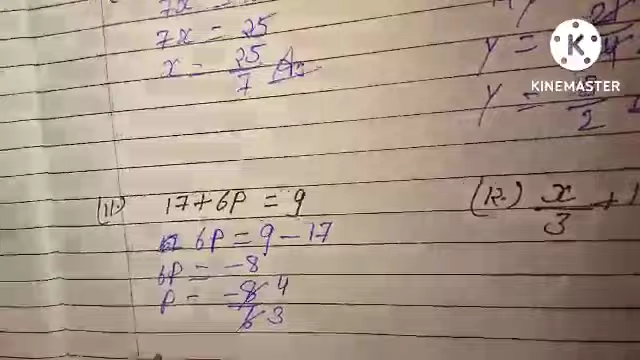 7x = 25
x = 25/7 Ans
(11.) 17 + 6P = 9
6P = 9 - 17
6P = -8
P = -8/6 4/3
y =
y = /2
(12.) x/3 + 1
KINEMASTER